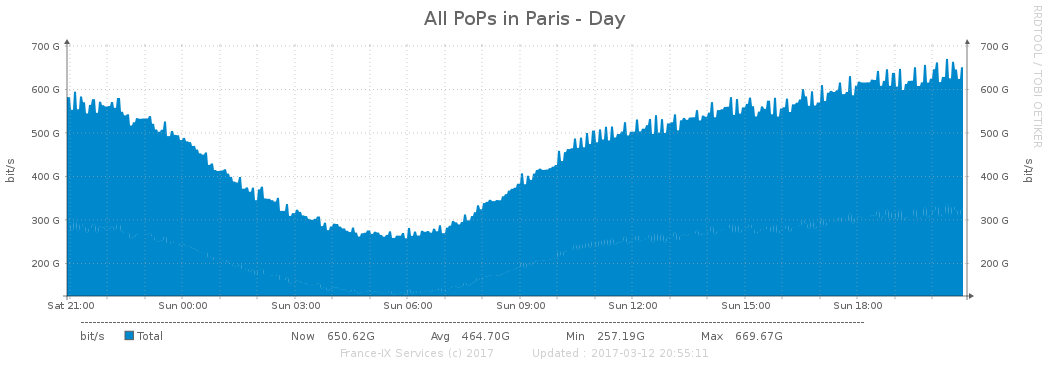 All PoPs in Paris - Day
RRDTOOL / TOBI OETIKER
bit/s
700 G
600 G
500 G
400 G
300 G
200 G
700 G
600 G
500 G
400 G
300 G
200 G
bit/s
Sat 21:00 Sun 00:00 Sun 03:00 Sun 06:00 Sun 09:00 Sun 12:00 Sun 15:00 Sun 18:00
bit/s Total Now 650.62G Avg 464.70G Min 257.19G Max 669.67G
France-IX Services (c) 2017 Updated : 2017-03-12 20:55:11